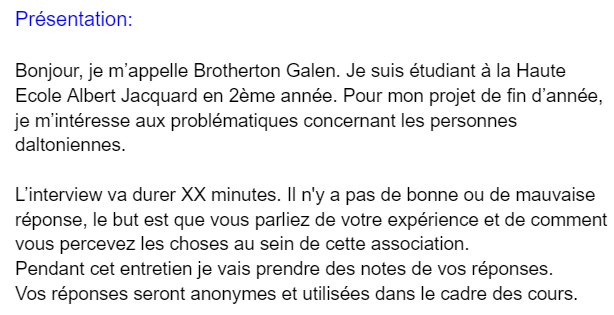 Présentation:
Bonjour, je m’appelle Brotherton Galen. Je suis étudiant à la Haute
Ecole Albert Jacquard en 2ème année. Pour mon projet de fin d’année,
je m’intéresse aux problématiques concernant les personnes
daltoniennes.
L’interview va durer XX minutes. Il n'y a pas de bonne ou de mauvaise
réponse, le but est que vous parliez de votre expérience et de comment
vous percevez les choses au sein de cette association.
Pendant cet entretien je vais prendre des notes de vos réponses.
Vos réponses seront anonymes et utilisées dans le cadre des cours.